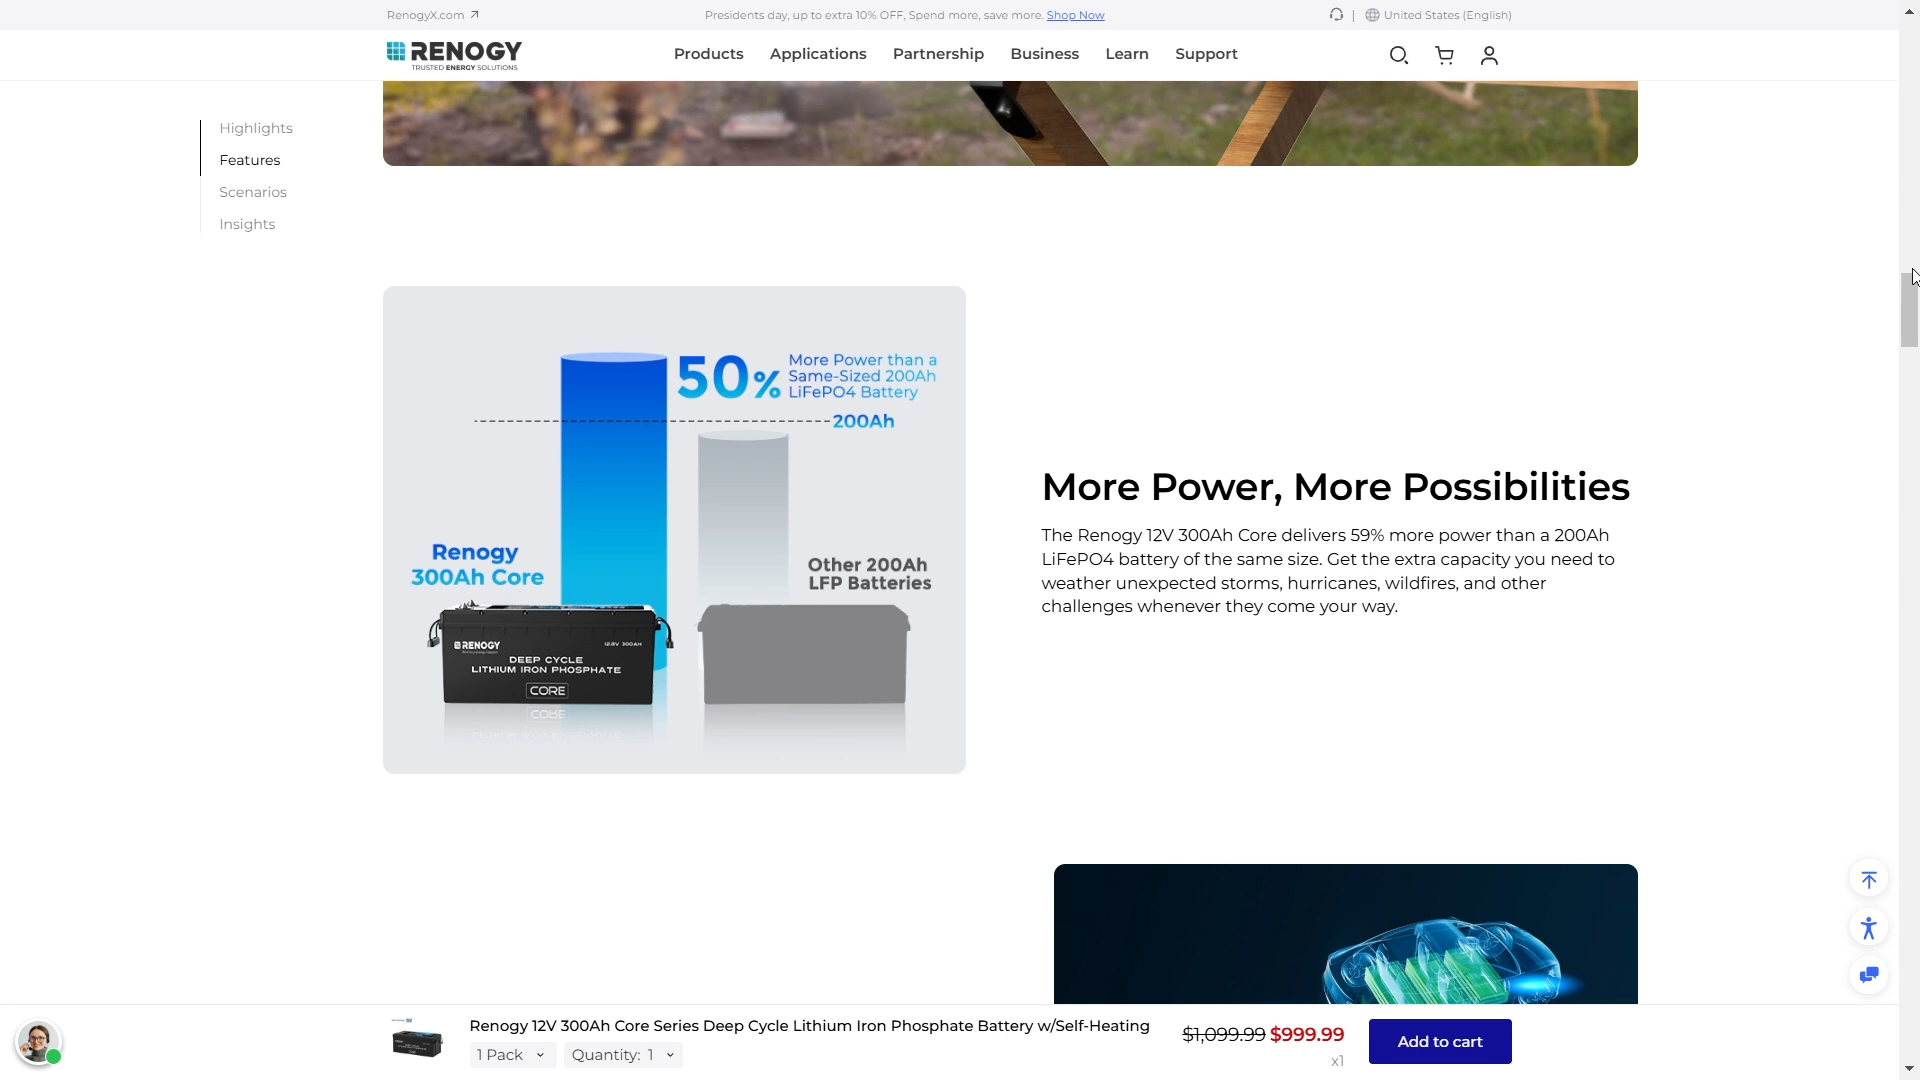 RenogyX.com
Presidents day, up to extra 10% OFF, Spend more, save more. Shop Now
United States (English)
RENOGY
TRUSTED ENERGY SOLUTIONS
Products
Applications
Partnership
Business
Learn
Support
Highlights
Features
Scenarios
Insights
50%
More Power than a
Same-Sized 200Ah
LiFePO4 Battery
200Ah
Renogy
300Ah Core
Other 200Ah
LFP Batteries
RENOGY
12.8V 300AH
DEEP CYCLE
LITHIUM IRON PHOSPHATE
CORE
More Power, More Possibilities
The Renogy 12V 300Ah Core delivers 59% more power than a 200Ah
LiFePO4 battery of the same size. Get the extra capacity you need to
weather unexpected storms, hurricanes, wildfires, and other
challenges whenever they come your way.
Renogy 12V 300Ah Core Series Deep Cycle Lithium Iron Phosphate Battery w/Self-Heating
1 Pack
Quantity: 1
$1,099.99 $999.99
x1
Add to cart